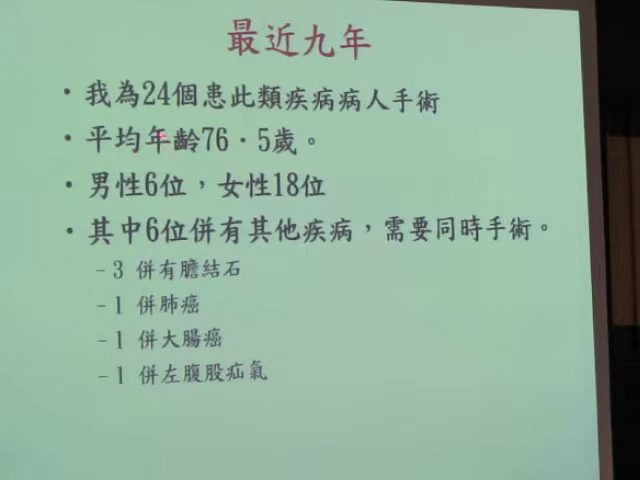 最近九年
• 我為24個患此類疾病病人手術
• 平均年齡76．5歲。
• 男性6位，女性18位
• 其中6位併有其他疾病，需要同時手術。
– 3 併有膽結石
– 1 併肺癌
– 1 併大腸癌
– 1 併左腹股疝氣